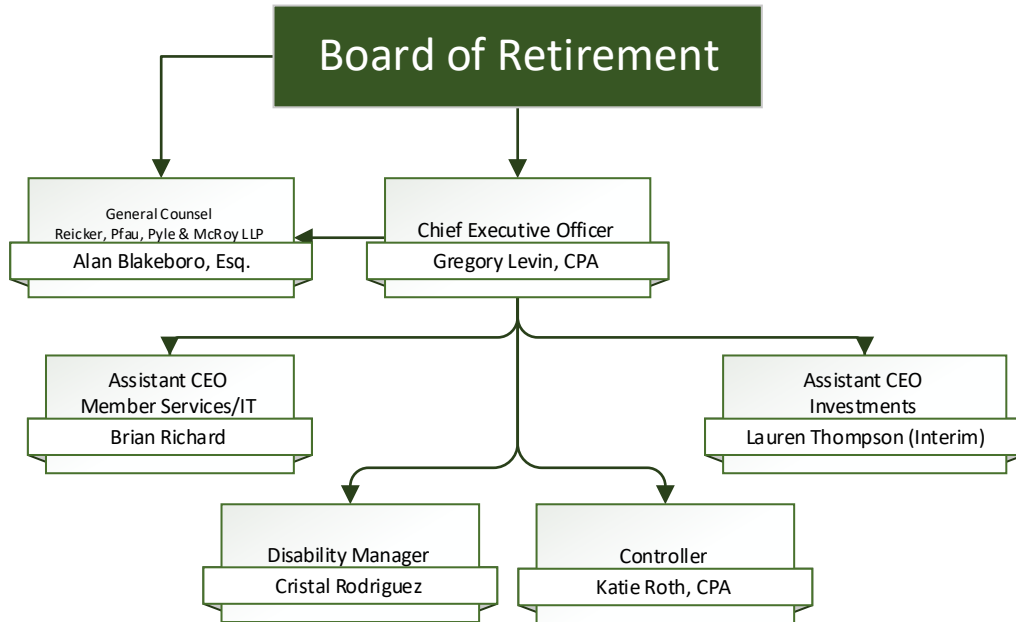 Board of Retirement
General Counsel
Reicker, Pfau, Pyle & McRoy LLP
Alan Blakeboro, Esq.
Chief Executive Officer
Gregory Levin, CPA
Assistant CEO
Member Services/IT
Brian Richard
Assistant CEO
Investments
Lauren Thompson (Interim)
Disability Manager
Cristal Rodriguez
Controller
Katie Roth, CPA